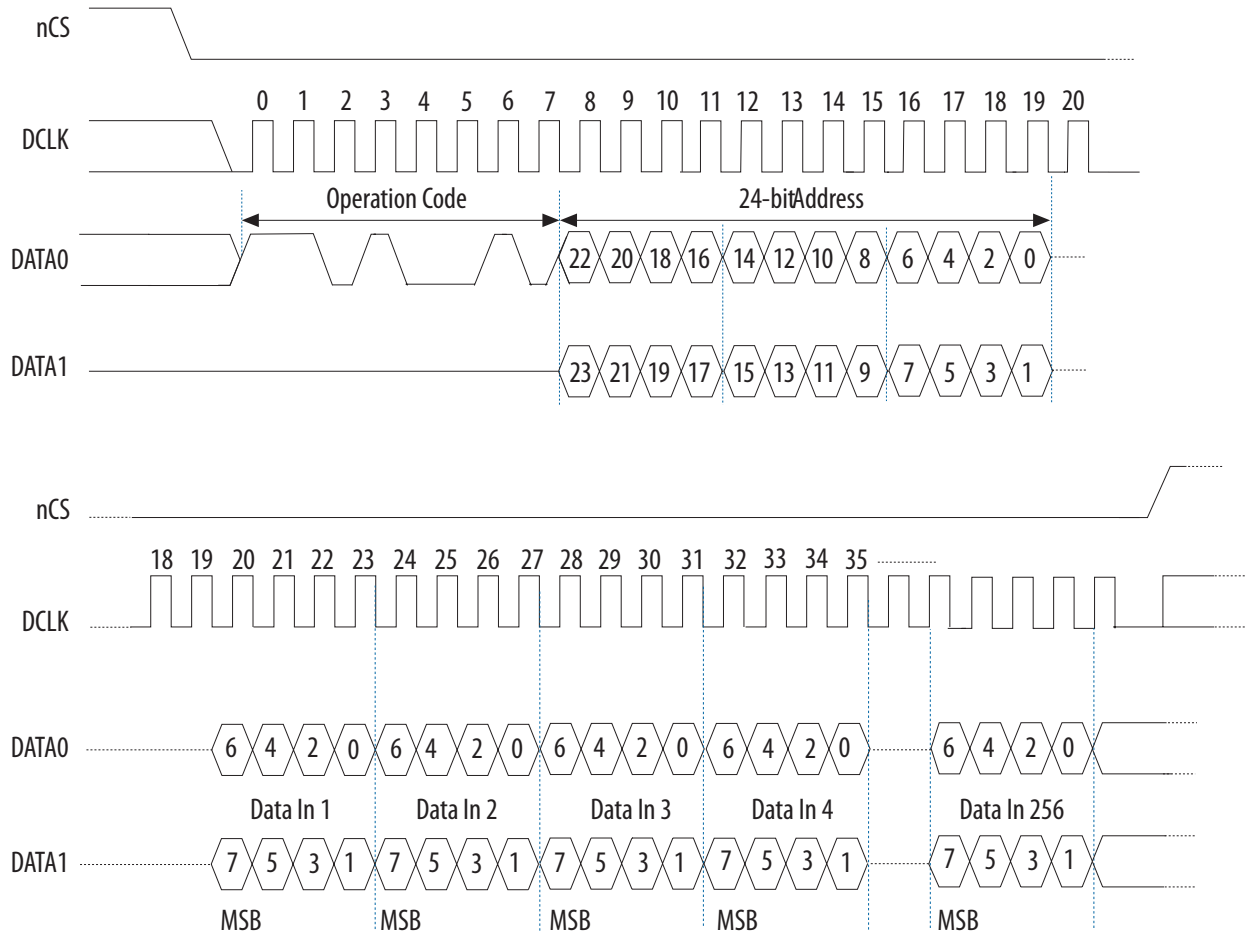 nCS
0 1 2 3 4 5 6 7 8 9 10 11 12 13 14 15 16 17 18 19 20
DCLK
Operation Code 24-bitAddress
DATA0 22 20 18 16 14 12 10 8 6 4 2 0
DATA1 23 21 19 17 15 13 11 9 7 5 3 1
nCS
18 19 20 21 22 23 24 25 26 27 28 29 30 31 32 33 34 35
DCLK
DATA0 6 4 2 0 6 4 2 0 6 4 2 0 6 4 2 0 6 4 2 0
Data In 1 Data In 2 Data In 3 Data In 4 Data In 256
DATA1 7 5 3 1 7 5 3 1 7 5 3 1 7 5 3 1 7 5 3 1
MSB MSB MSB MSB MSB